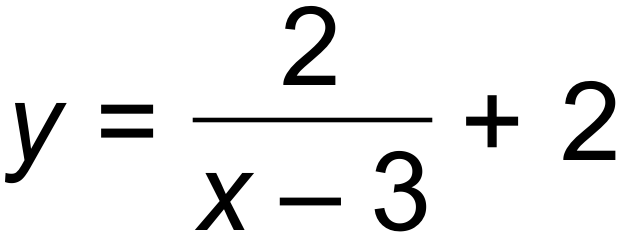 y = 2/(x – 3) + 2